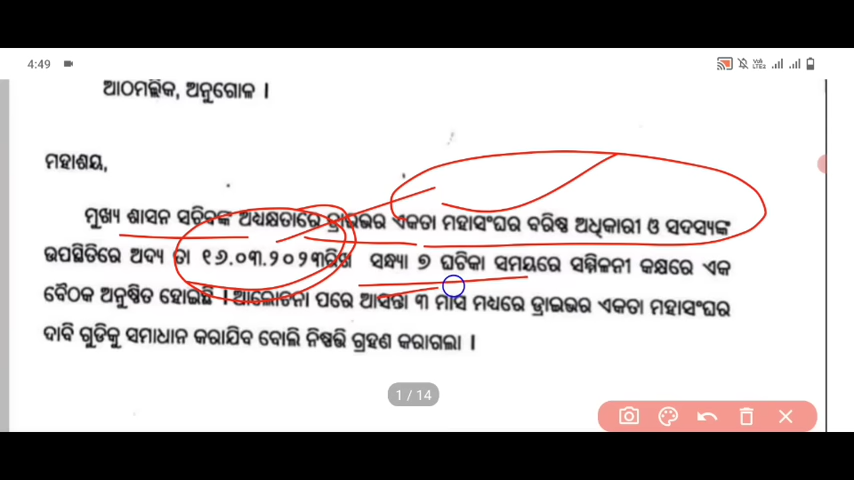 4:49
ଆଠମଲ୍ଲିକ, ଅନୁଗୋଳ ।
ମହାଶୟ,
ମୁଖ୍ୟ ଶାସନ ସଚିବଙ୍କ ଅଧ୍ୟକ୍ଷତାରେ ଡ୍ରାଇଭର ଏକତା ମହାସଂଘର ବରିଷ୍ଠ ଅଧିକାରୀ ଓ ସଦସ୍ୟଙ୍କ
ଉପସ୍ଥିତିରେ ଅଦ୍ୟ ତା ୧୬.୦୩.୨୦୨୩ରିଖ ସନ୍ଧ୍ୟା ୭ ଘଟିକା ସମୟରେ ସମ୍ମିଳନୀ କକ୍ଷରେ ଏକ
ବୈଠକ ଅନୁଷ୍ଠିତ ହୋଇଛି । ଆଲୋଚନା ପରେ ଆସନ୍ତା ୩ ମାସ ମଧ୍ୟରେ ଡ୍ରାଇଭର ଏକତା ମହାସଂଘର
ଦାବି ଗୁଡିକୁ ସମାଧାନ କରାଯିବ ବୋଲି ନିଷ୍ପତ୍ତି ଗ୍ରହଣ କରାଗଲା ।
1 / 14